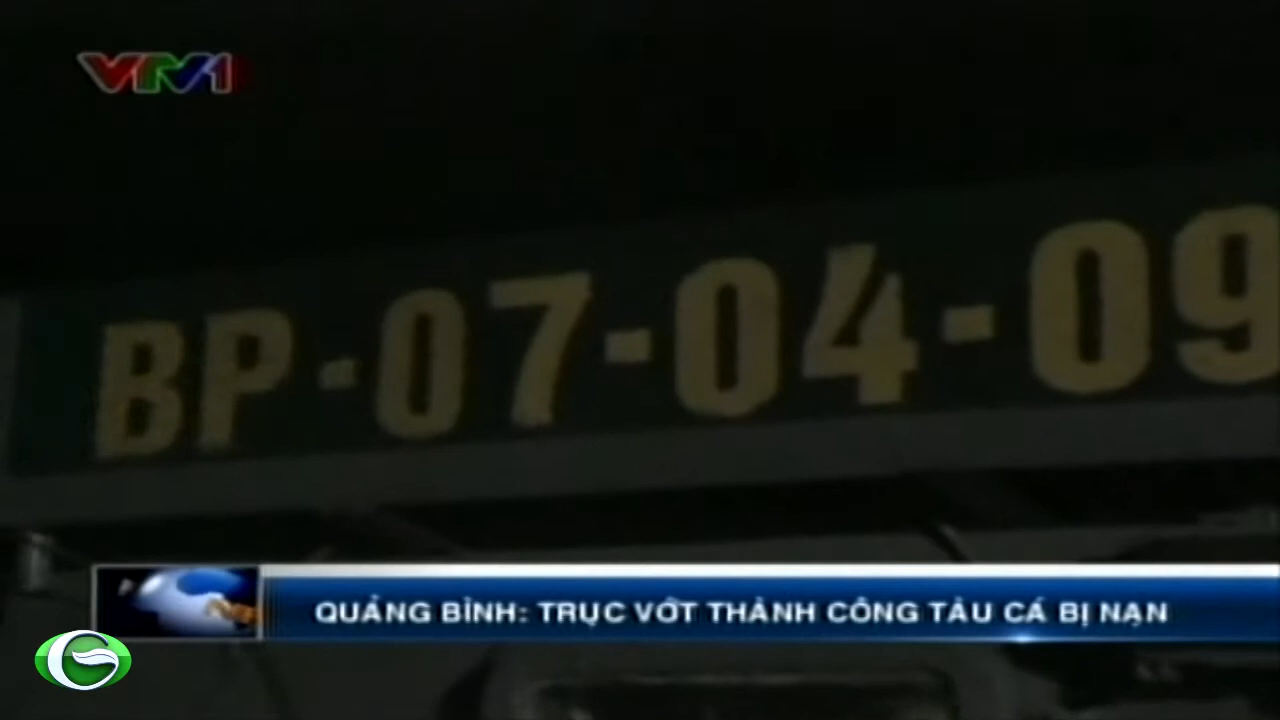 VTV1
BP-07-04-09
QUẢNG BÌNH: TRỤC VỚT THÀNH CÔNG TÀU CÁ BỊ NẠN